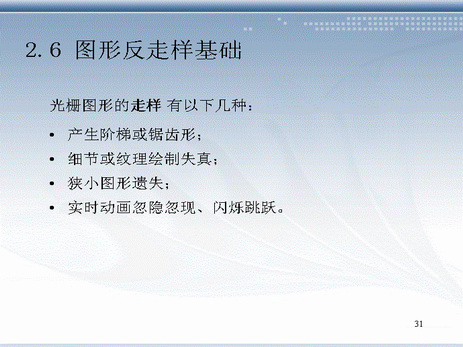 2.6 图形反走样基础
光栅图形的走样 有以下几种：
• 产生阶梯或锯齿形；
• 细节或纹理绘制失真；
• 狭小图形遗失；
• 实时动画忽隐忽现、闪烁跳跃。
31